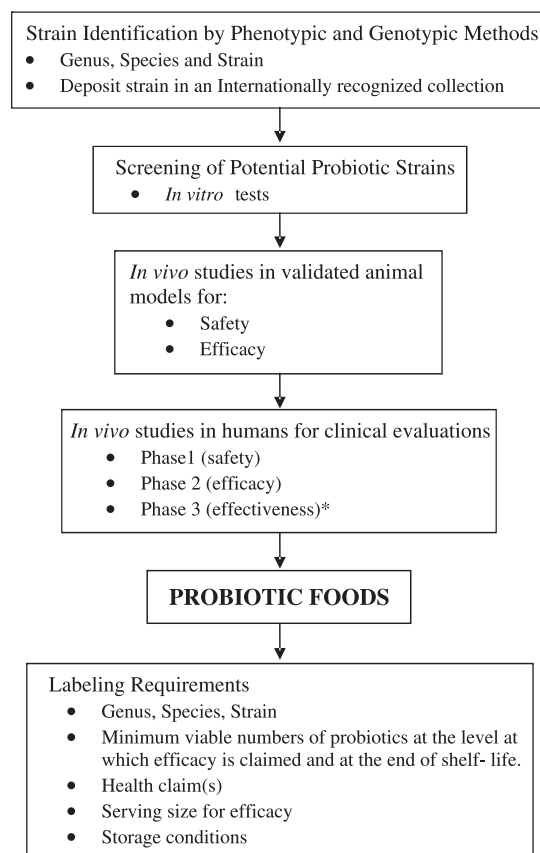 Strain Identification by Phenotypic and Genotypic Methods
• Genus, Species and Strain
• Deposit strain in an Internationally recognized collection
Screening of Potential Probiotic Strains
• In vitro tests
In vivo studies in validated animal
models for:
• Safety
• Efficacy
In vivo studies in humans for clinical evaluations
• Phase1 (safety)
• Phase 2 (efficacy)
• Phase 3 (effectiveness)*
PROBIOTIC FOODS
Labeling Requirements
• Genus, Species, Strain
• Minimum viable numbers of probiotics at the level at
which efficacy is claimed and at the end of shelf- life.
• Health claim(s)
• Serving size for efficacy
• Storage conditions